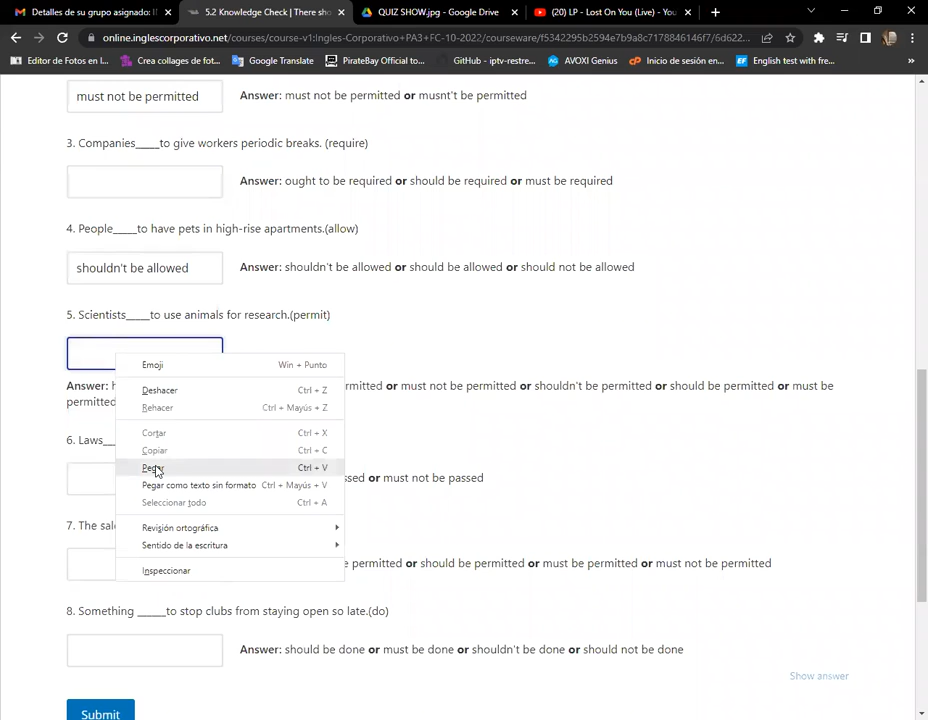 Detalles de su grupo asignado: IT
5.2 Knowledge Check | There sho
QUIZ SHOW.jpg - Google Drive
(20) LP - Lost On You (Live) - You
online.inglescorporativo.net/courses/course-v1:Ingles-Corporativo+PA3+FC-10-2022/courseware/f5342295b2594e7b9a8c7178846146f7/6d622...
Editor de Fotos en l...
Crea collages de fot...
Google Translate
PirateBay Official to...
GitHub - iptv-restre...
AVOXI Genius
Inicio de sesión en...
English test with fre...
must not be permitted
Answer: must not be permitted or musnt't be permitted
3. Companies_____to give workers periodic breaks. (require)
Answer: ought to be required or should be required or must be required
4. People_____to have pets in high-rise apartments.(allow)
shouldn't be allowed
Answer: shouldn't be allowed or should be allowed or should not be allowed
5. Scientists_____to use animals for research.(permit)
Emoji Win + Punto
Answer: h
rmitted or must not be permitted or shouldn't be permitted or should be permitted or must be
Deshacer Ctrl + Z
permitted
Rehacer Ctrl + Mayús + Z
Cortar Ctrl + X
6. Laws__
Copiar Ctrl + C
Pegar Ctrl + V
ssed or must not be passed
Pegar como texto sin formato Ctrl + Mayús + V
Seleccionar todo Ctrl + A
7. The sal
Revisión ortográfica
Sentido de la escritura
e permitted or should be permitted or must be permitted or must not be permitted
Inspeccionar
8. Something ______to stop clubs from staying open so late.(do)
Answer: should be done or must be done or shouldn't be done or should not be done
Show answer
Submit